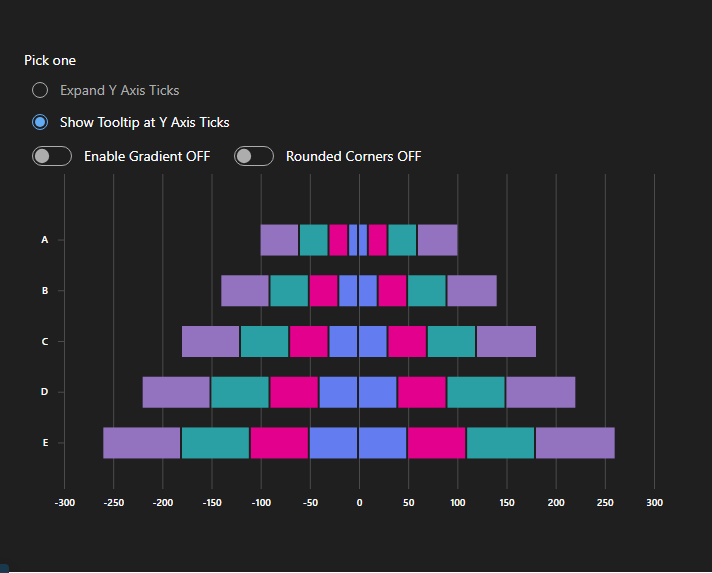 Pick one
Expand Y Axis Ticks
Show Tooltip at Y Axis Ticks
Enable Gradient OFF Rounded Corners OFF
A
B
C
D
E
-300 -250 -200 -150 -100 -50 0 50 100 150 200 250 300